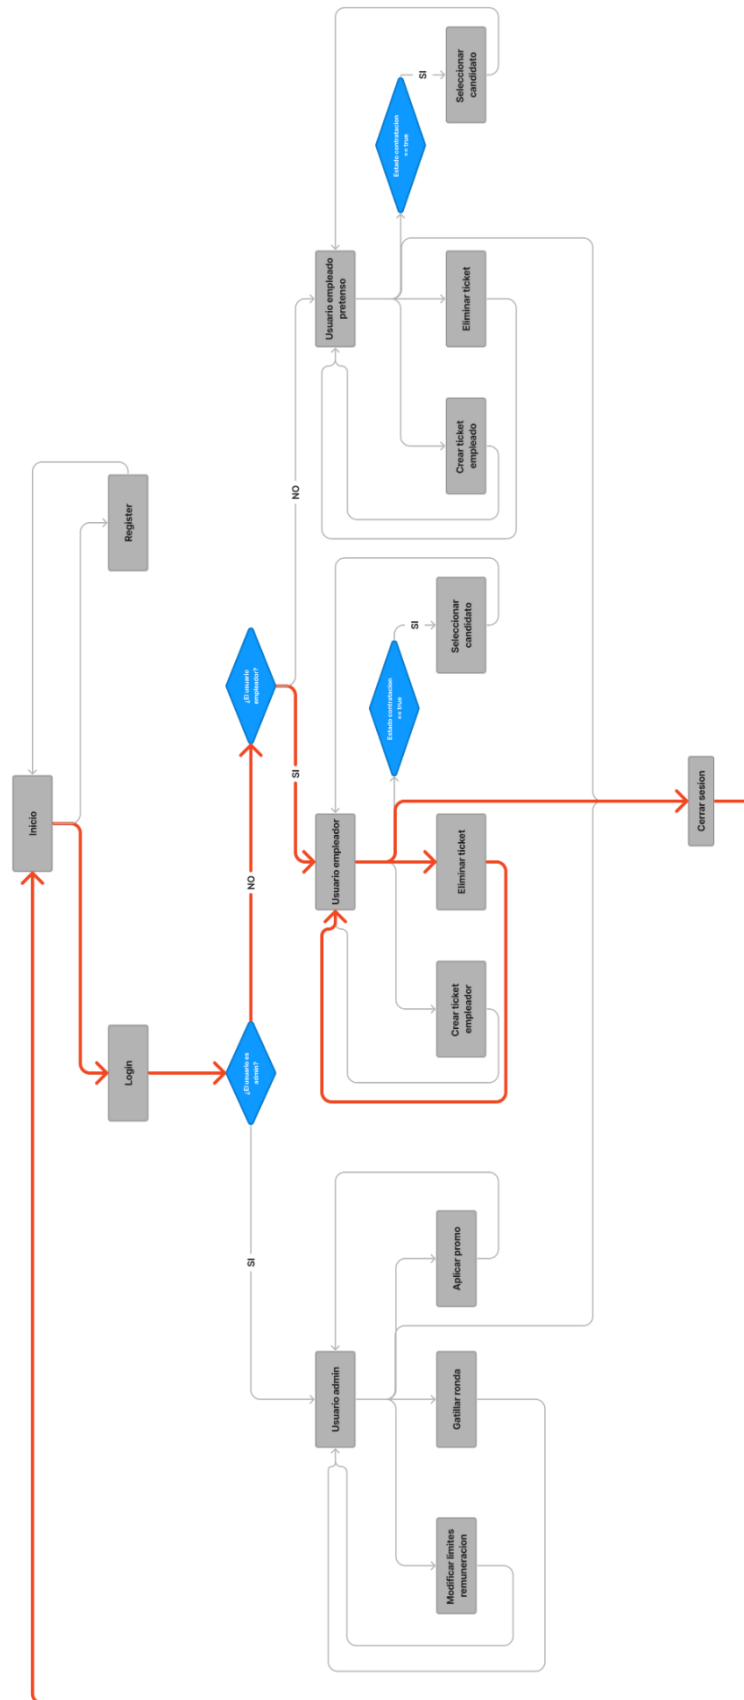 Inicio
Login
Register
SI
¿El usuario es
admin?
NO
¿El usuario
empleador?
SI
NO
Usuario admin
Usuario empleador
Usuario empleado
pretenso
Estado contratacion
== true
SI
Estado contratacion
== true
SI
Modificar limites
remuneracion
Gatillar ronda
Aplicar promo
Crear ticket
empleador
Eliminar ticket
Seleccionar
candidato
Crear ticket
empleado
Eliminar ticket
Seleccionar
candidato
Cerrar sesion